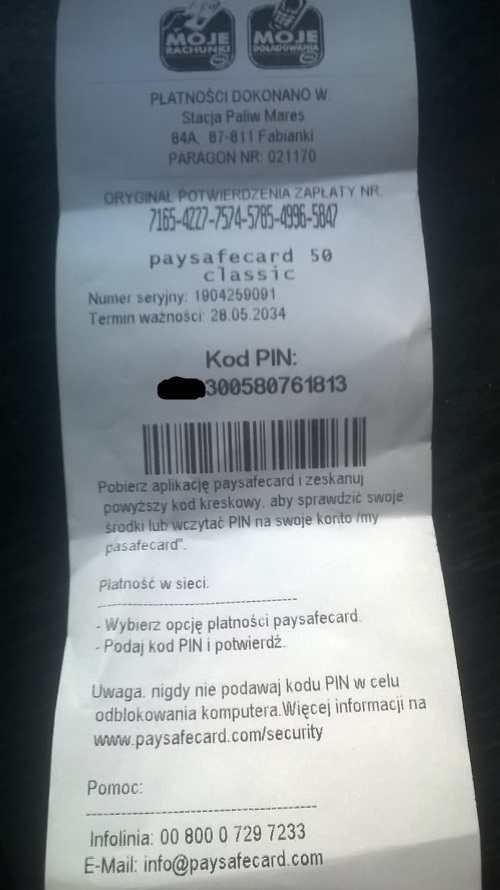 MOJE
RACHUNKI
MOJE
DOŁADOWANIA
PŁATNOŚCI DOKONANO W:
Stacja Paliw Mares
84A, 87-811 Fabianki
PARAGON NR: 021170
ORYGINAŁ POTWIERDZENIA ZAPŁATY NR.
7165-4227-7574-5785-4996-5847
paysafecard 50
classic
Numer seryjny: 1904259091
Termin ważności: 28.05.2034
Kod PIN:
300580761813
Pobierz aplikację paysafecard i zeskanuj
powyższy kod kreskowy, aby sprawdzić swoje
środki lub wczytać PIN na swoje konto /my
pasafecard".
Płatność w sieci.
- Wybierz opcję płatności paysafecard.
- Podaj kod PIN i potwierdź.
Uwaga. nigdy nie podawaj kodu PIN w celu
odblokowania komputera.Więcej informacji na
www.paysafecard.com/security
Pomoc:
Infolinia: 00 800 0 729 7233
E-Mail: info@paysafecard.com